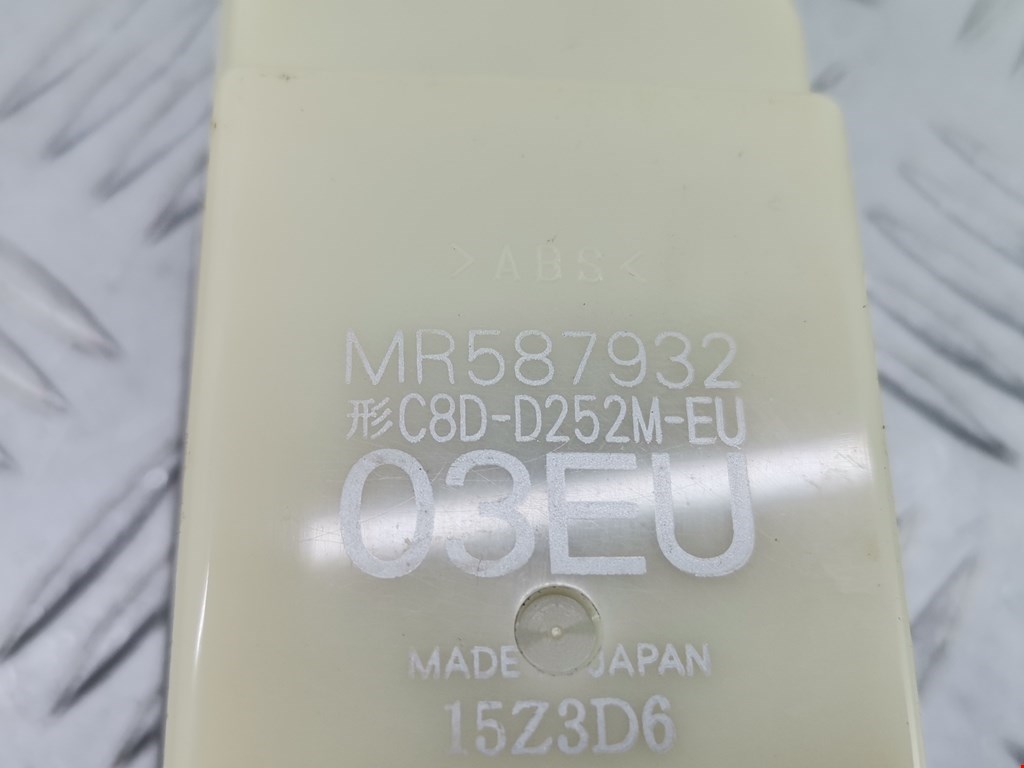 >ABS<
MR587932
形C8D-D252M-EU
03EU
MADE JAPAN
15Z3D6